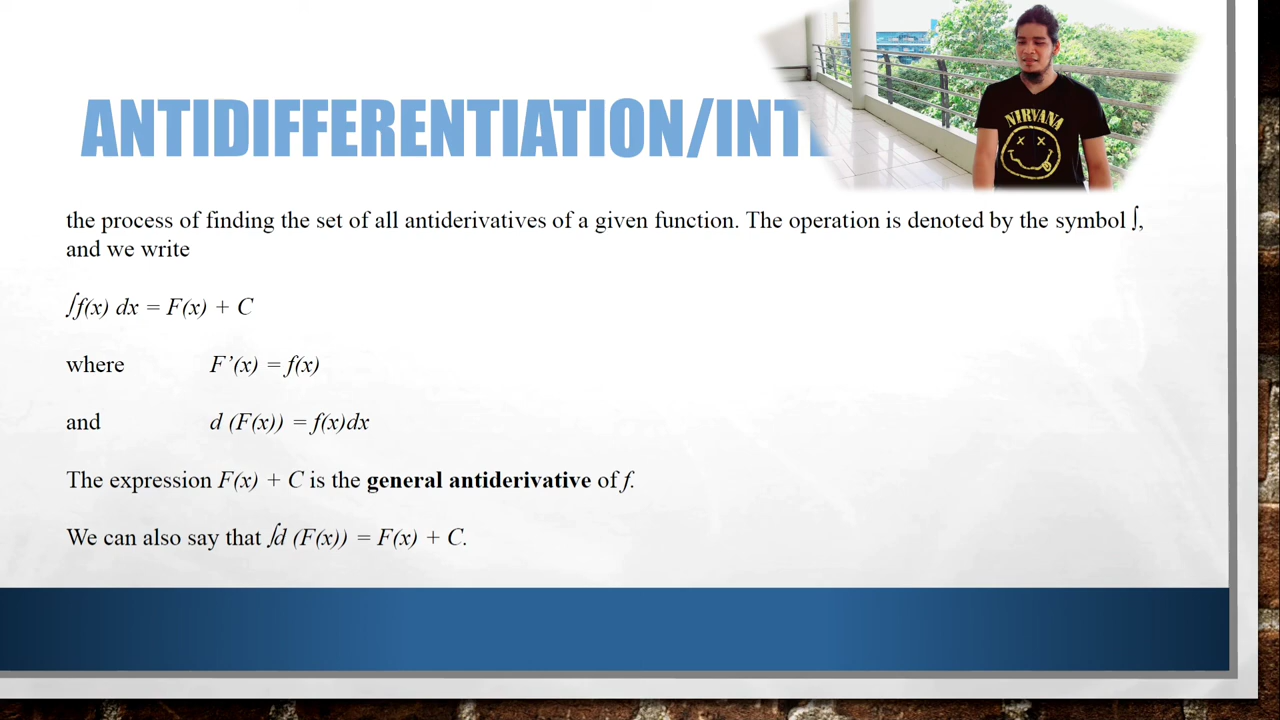 ANTIDIFFERENTIATION/INT
NIRVANA
the process of finding the set of all antiderivatives of a given function. The operation is denoted by the symbol ∫,
and we write
∫f(x) dx = F(x) + C
where F’(x) = f(x)
and d (F(x)) = f(x)dx
The expression F(x) + C is the general antiderivative of f.
We can also say that ∫d (F(x)) = F(x) + C.